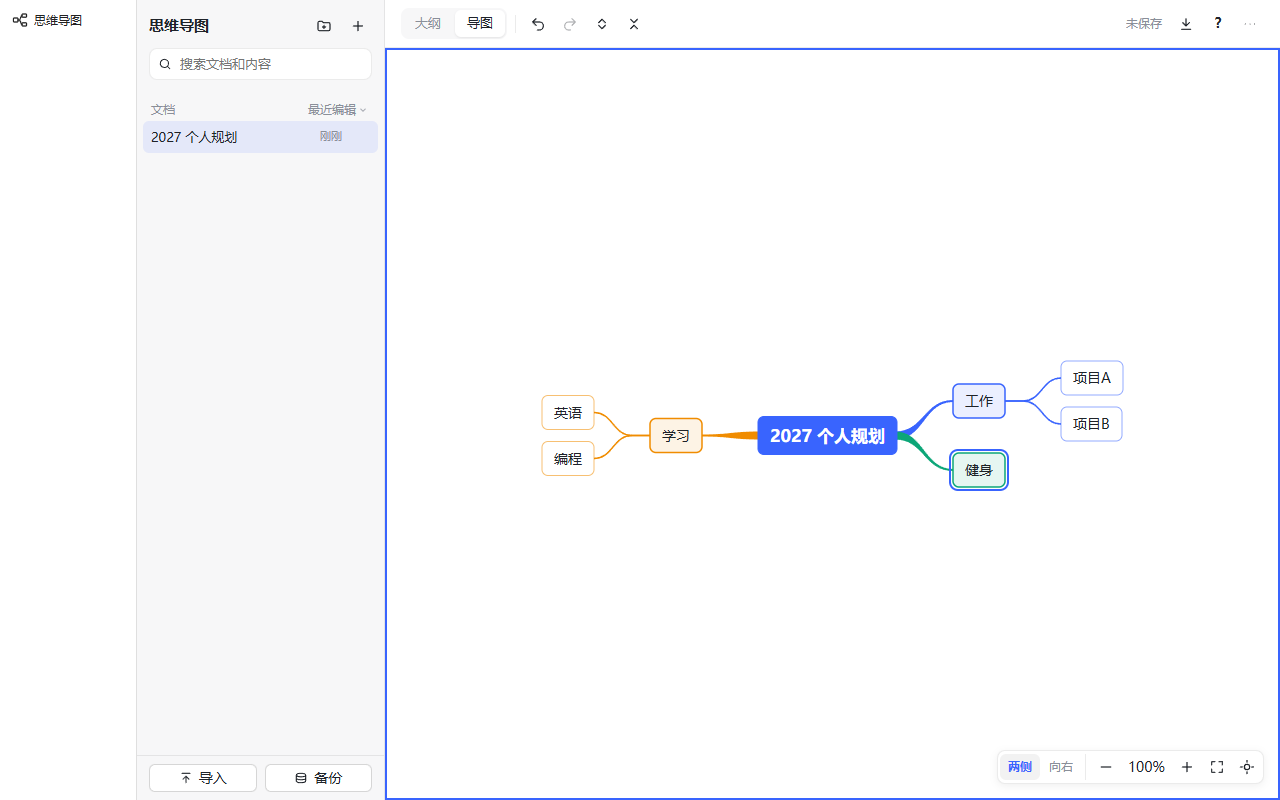 思维导图
思维导图
搜索文档和内容
文档 最近编辑
2027 个人规划 刚刚
导入 备份
大纲 导图
未保存 ? ...
英语
编程
学习
2027 个人规划
工作
健身
项目A
项目B
两侧 向右 100%